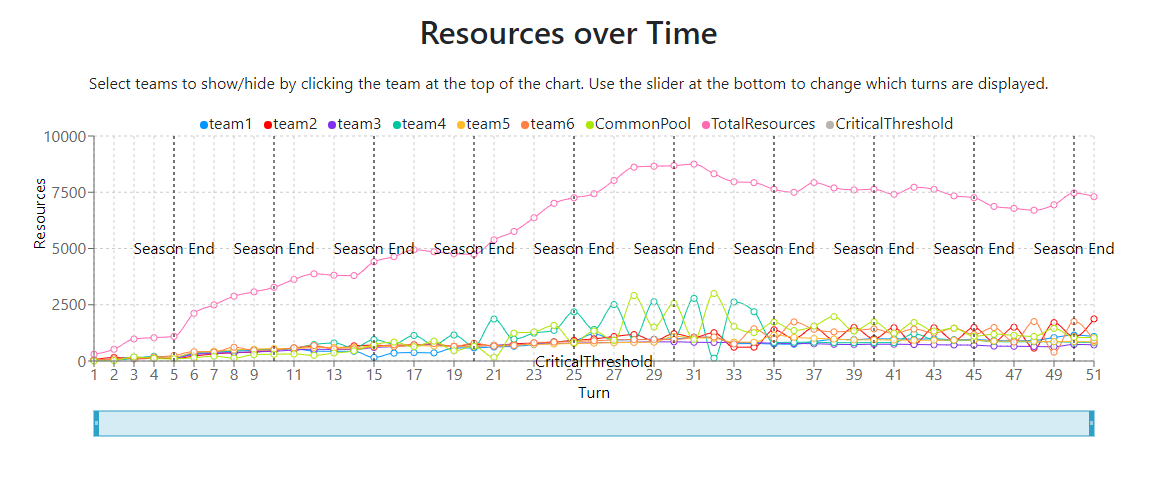 Resources over Time
Select teams to show/hide by clicking the team at the top of the chart. Use the slider at the bottom to change which turns are displayed.
team1 team2 team3 team4 team5 team6 CommonPool TotalResources CriticalThreshold
10000
7500
5000
2500
0
Resources
Season End Season End Season End Season End Season End Season End Season End Season End Season End Season End
CriticalThreshold
1 2 3 4 5 6 7 8 9 11 13 15 17 19 21 23 25 27 29 31 33 35 37 39 41 43 45 47 49 51
Turn